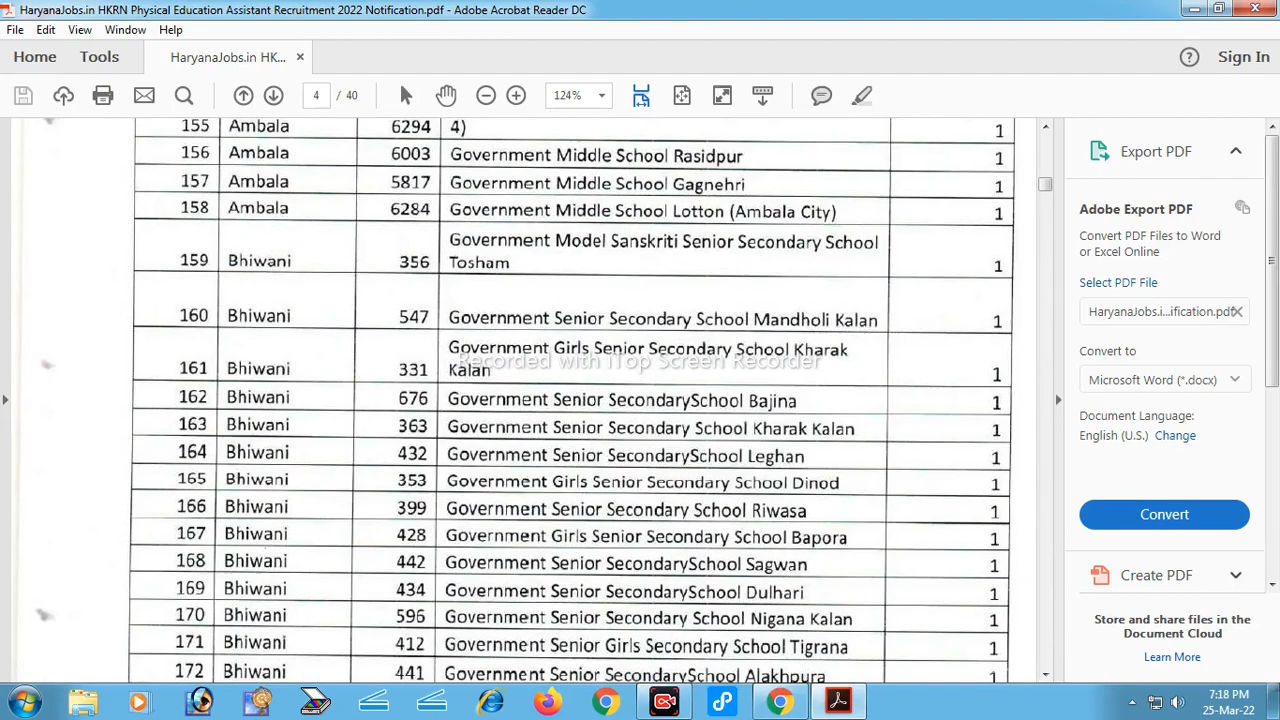 HaryanaJobs.in HKRN Physical Education Assistant Recruitment 2022 Notification.pdf - Adobe Acrobat Reader DC
File Edit View Window Help
Home Tools HaryanaJobs.in HK... × ? Sign In
4 / 40 124%
155 Ambala 6294 4) 1
156 Ambala 6003 Government Middle School Rasidpur 1
157 Ambala 5817 Government Middle School Gagnehri 1
158 Ambala 6284 Government Middle School Lotton (Ambala City) 1
159 Bhiwani 356 Government Model Sanskriti Senior Secondary School
Tosham 1
160 Bhiwani 547 Government Senior Secondary School Mandholi Kalan 1
161 Bhiwani 331 Government Girls Senior Secondary School Kharak
Kalan 1
Recorded with iTop Screen Recorder
162 Bhiwani 676 Government Senior SecondarySchool Bajina 1
163 Bhiwani 363 Government Senior Secondary School Kharak Kalan 1
164 Bhiwani 432 Government Senior SecondarySchool Leghan 1
165 Bhiwani 353 Government Girls Senior Secondary School Dinod 1
166 Bhiwani 399 Government Senior Secondary School Riwasa 1
167 Bhiwani 428 Government Girls Senior Secondary School Bapora 1
168 Bhiwani 442 Government Senior SecondarySchool Sagwan 1
169 Bhiwani 434 Government Senior SecondarySchool Dulhari 1
170 Bhiwani 596 Government Senior Secondary School Nigana Kalan 1
171 Bhiwani 412 Government Senior Girls Secondary School Tigrana 1
172 Bhiwani 441 Government Senior SecondarySchool Alakhpura 1
Export PDF
Adobe Export PDF
Convert PDF Files to Word
or Excel Online
Select PDF File
HaryanaJobs.i...ification.pdf ×
Convert to
Microsoft Word (*.docx)
Document Language:
English (U.S.) Change
Convert
Create PDF
Store and share files in the
Document Cloud
Learn More
7:18 PM
25-Mar-22